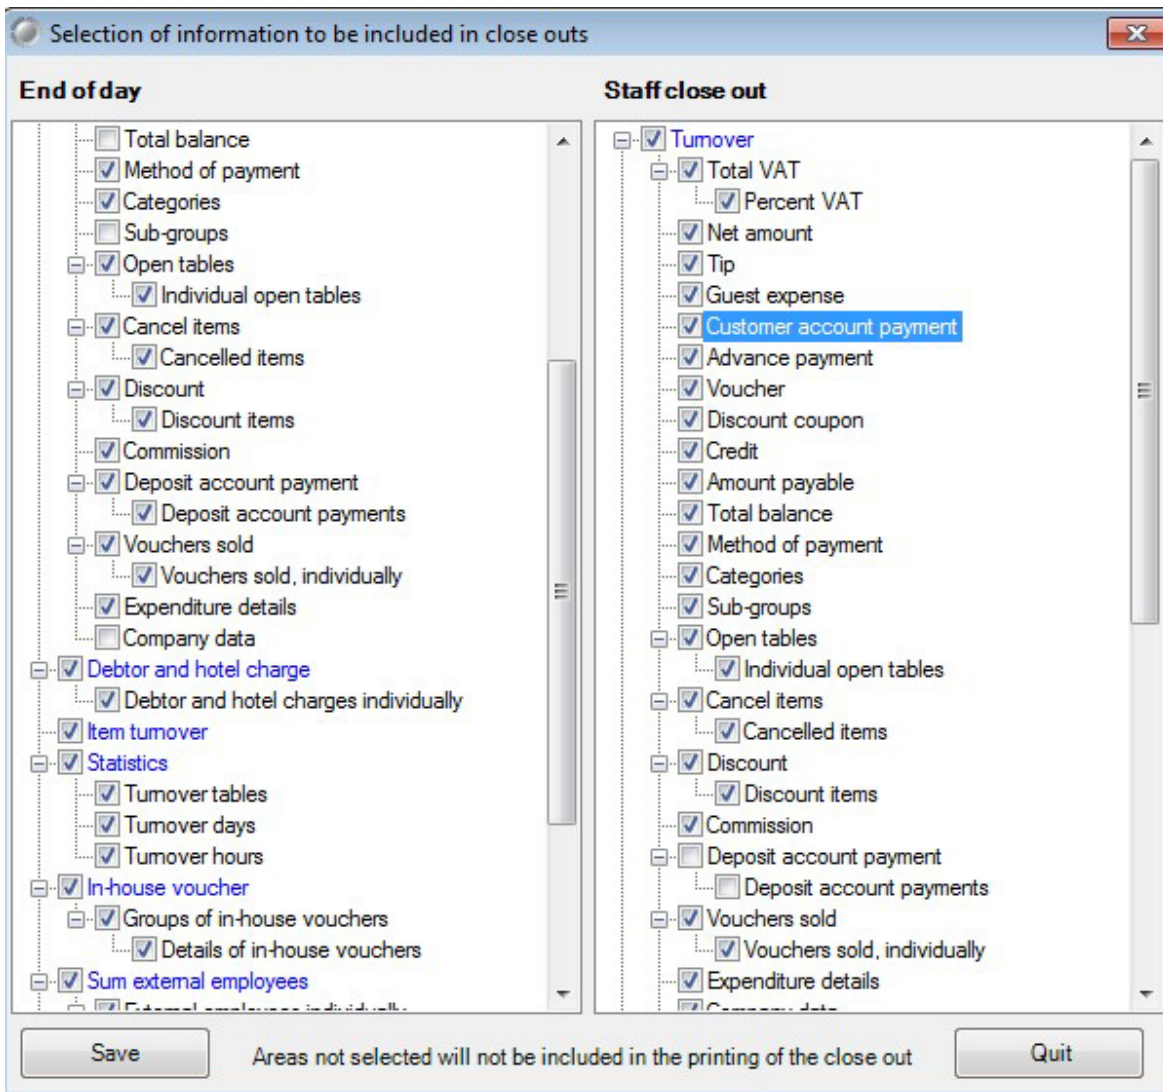 Selection of information to be included in close outs
End of day
Total balance
Method of payment
Categories
Sub-groups
Open tables
Individual open tables
Cancel items
Cancelled items
Discount
Discount items
Commission
Deposit account payment
Deposit account payments
Vouchers sold
Vouchers sold, individually
Expenditure details
Company data
Debtor and hotel charge
Debtor and hotel charges individually
Item turnover
Statistics
Turnover tables
Turnover days
Turnover hours
In-house voucher
Groups of in-house vouchers
Details of in-house vouchers
Sum external employees
External employees individually
Staff close out
Turnover
Total VAT
Percent VAT
Net amount
Tip
Guest expense
Customer account payment
Advance payment
Voucher
Discount coupon
Credit
Amount payable
Total balance
Method of payment
Categories
Sub-groups
Open tables
Individual open tables
Cancel items
Cancelled items
Discount
Discount items
Commission
Deposit account payment
Deposit account payments
Vouchers sold
Vouchers sold, individually
Expenditure details
Company data
Save
Areas not selected will not be included in the printing of the close out
Quit